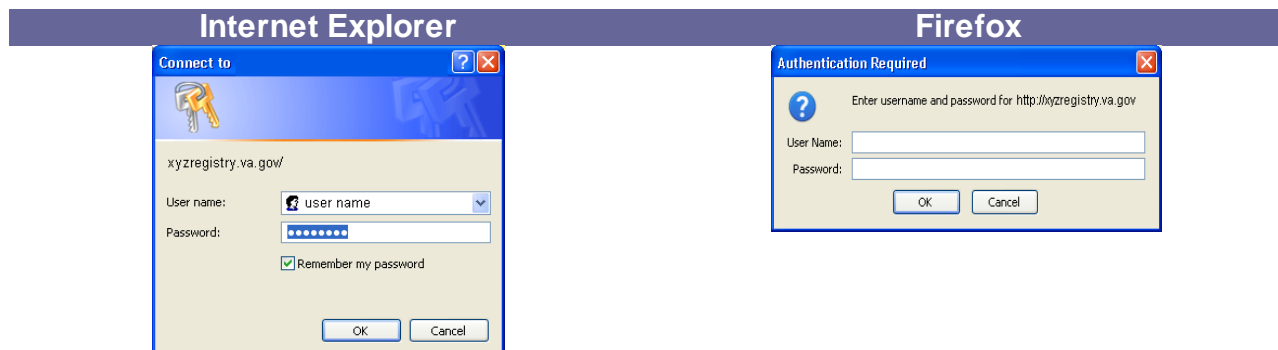 Internet Explorer
Firefox
Connect to
xyzregistry.va.gov/
User name:
user name
Password:
Remember my password
OK
Cancel
Authentication Required
Enter username and password for http://xyzregistry.va.gov
User Name:
Password:
OK
Cancel